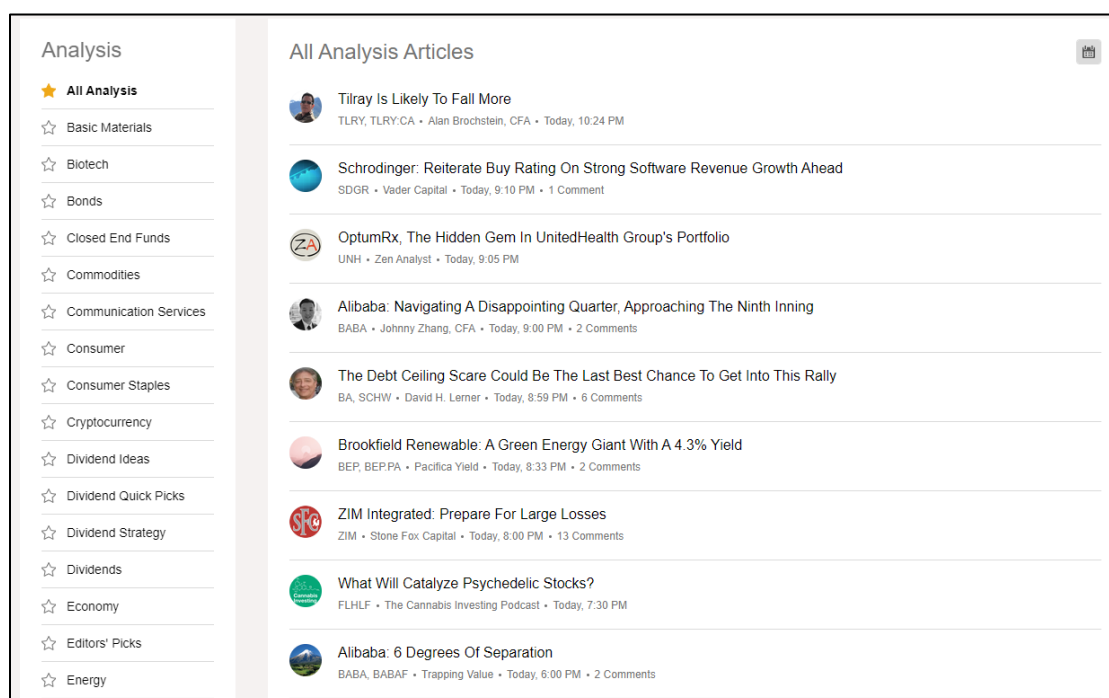 Analysis
All Analysis
Basic Materials
Biotech
Bonds
Closed End Funds
Commodities
Communication Services
Consumer
Consumer Staples
Cryptocurrency
Dividend Ideas
Dividend Quick Picks
Dividend Strategy
Dividends
Economy
Editors' Picks
Energy
All Analysis Articles
Tilray Is Likely To Fall More
TLRY, TLRY:CA • Alan Brochstein, CFA • Today, 10:24 PM
Schrodinger: Reiterate Buy Rating On Strong Software Revenue Growth Ahead
SDGR • Vader Capital • Today, 9:10 PM • 1 Comment
ZA
OptumRx, The Hidden Gem In UnitedHealth Group's Portfolio
UNH • Zen Analyst • Today, 9:05 PM
Alibaba: Navigating A Disappointing Quarter, Approaching The Ninth Inning
BABA • Johnny Zhang, CFA • Today, 9:00 PM • 2 Comments
The Debt Ceiling Scare Could Be The Last Best Chance To Get Into This Rally
BA, SCHW • David H. Lerner • Today, 8:59 PM • 6 Comments
Brookfield Renewable: A Green Energy Giant With A 4.3% Yield
BEP, BEP.PA • Pacifica Yield • Today, 8:33 PM • 2 Comments
SFC
ZIM Integrated: Prepare For Large Losses
ZIM • Stone Fox Capital • Today, 8:00 PM • 13 Comments
Cannabis
Investing
What Will Catalyze Psychedelic Stocks?
FLHLF • The Cannabis Investing Podcast • Today, 7:30 PM
Alibaba: 6 Degrees Of Separation
BABA, BABAF • Trapping Value • Today, 6:00 PM • 2 Comments